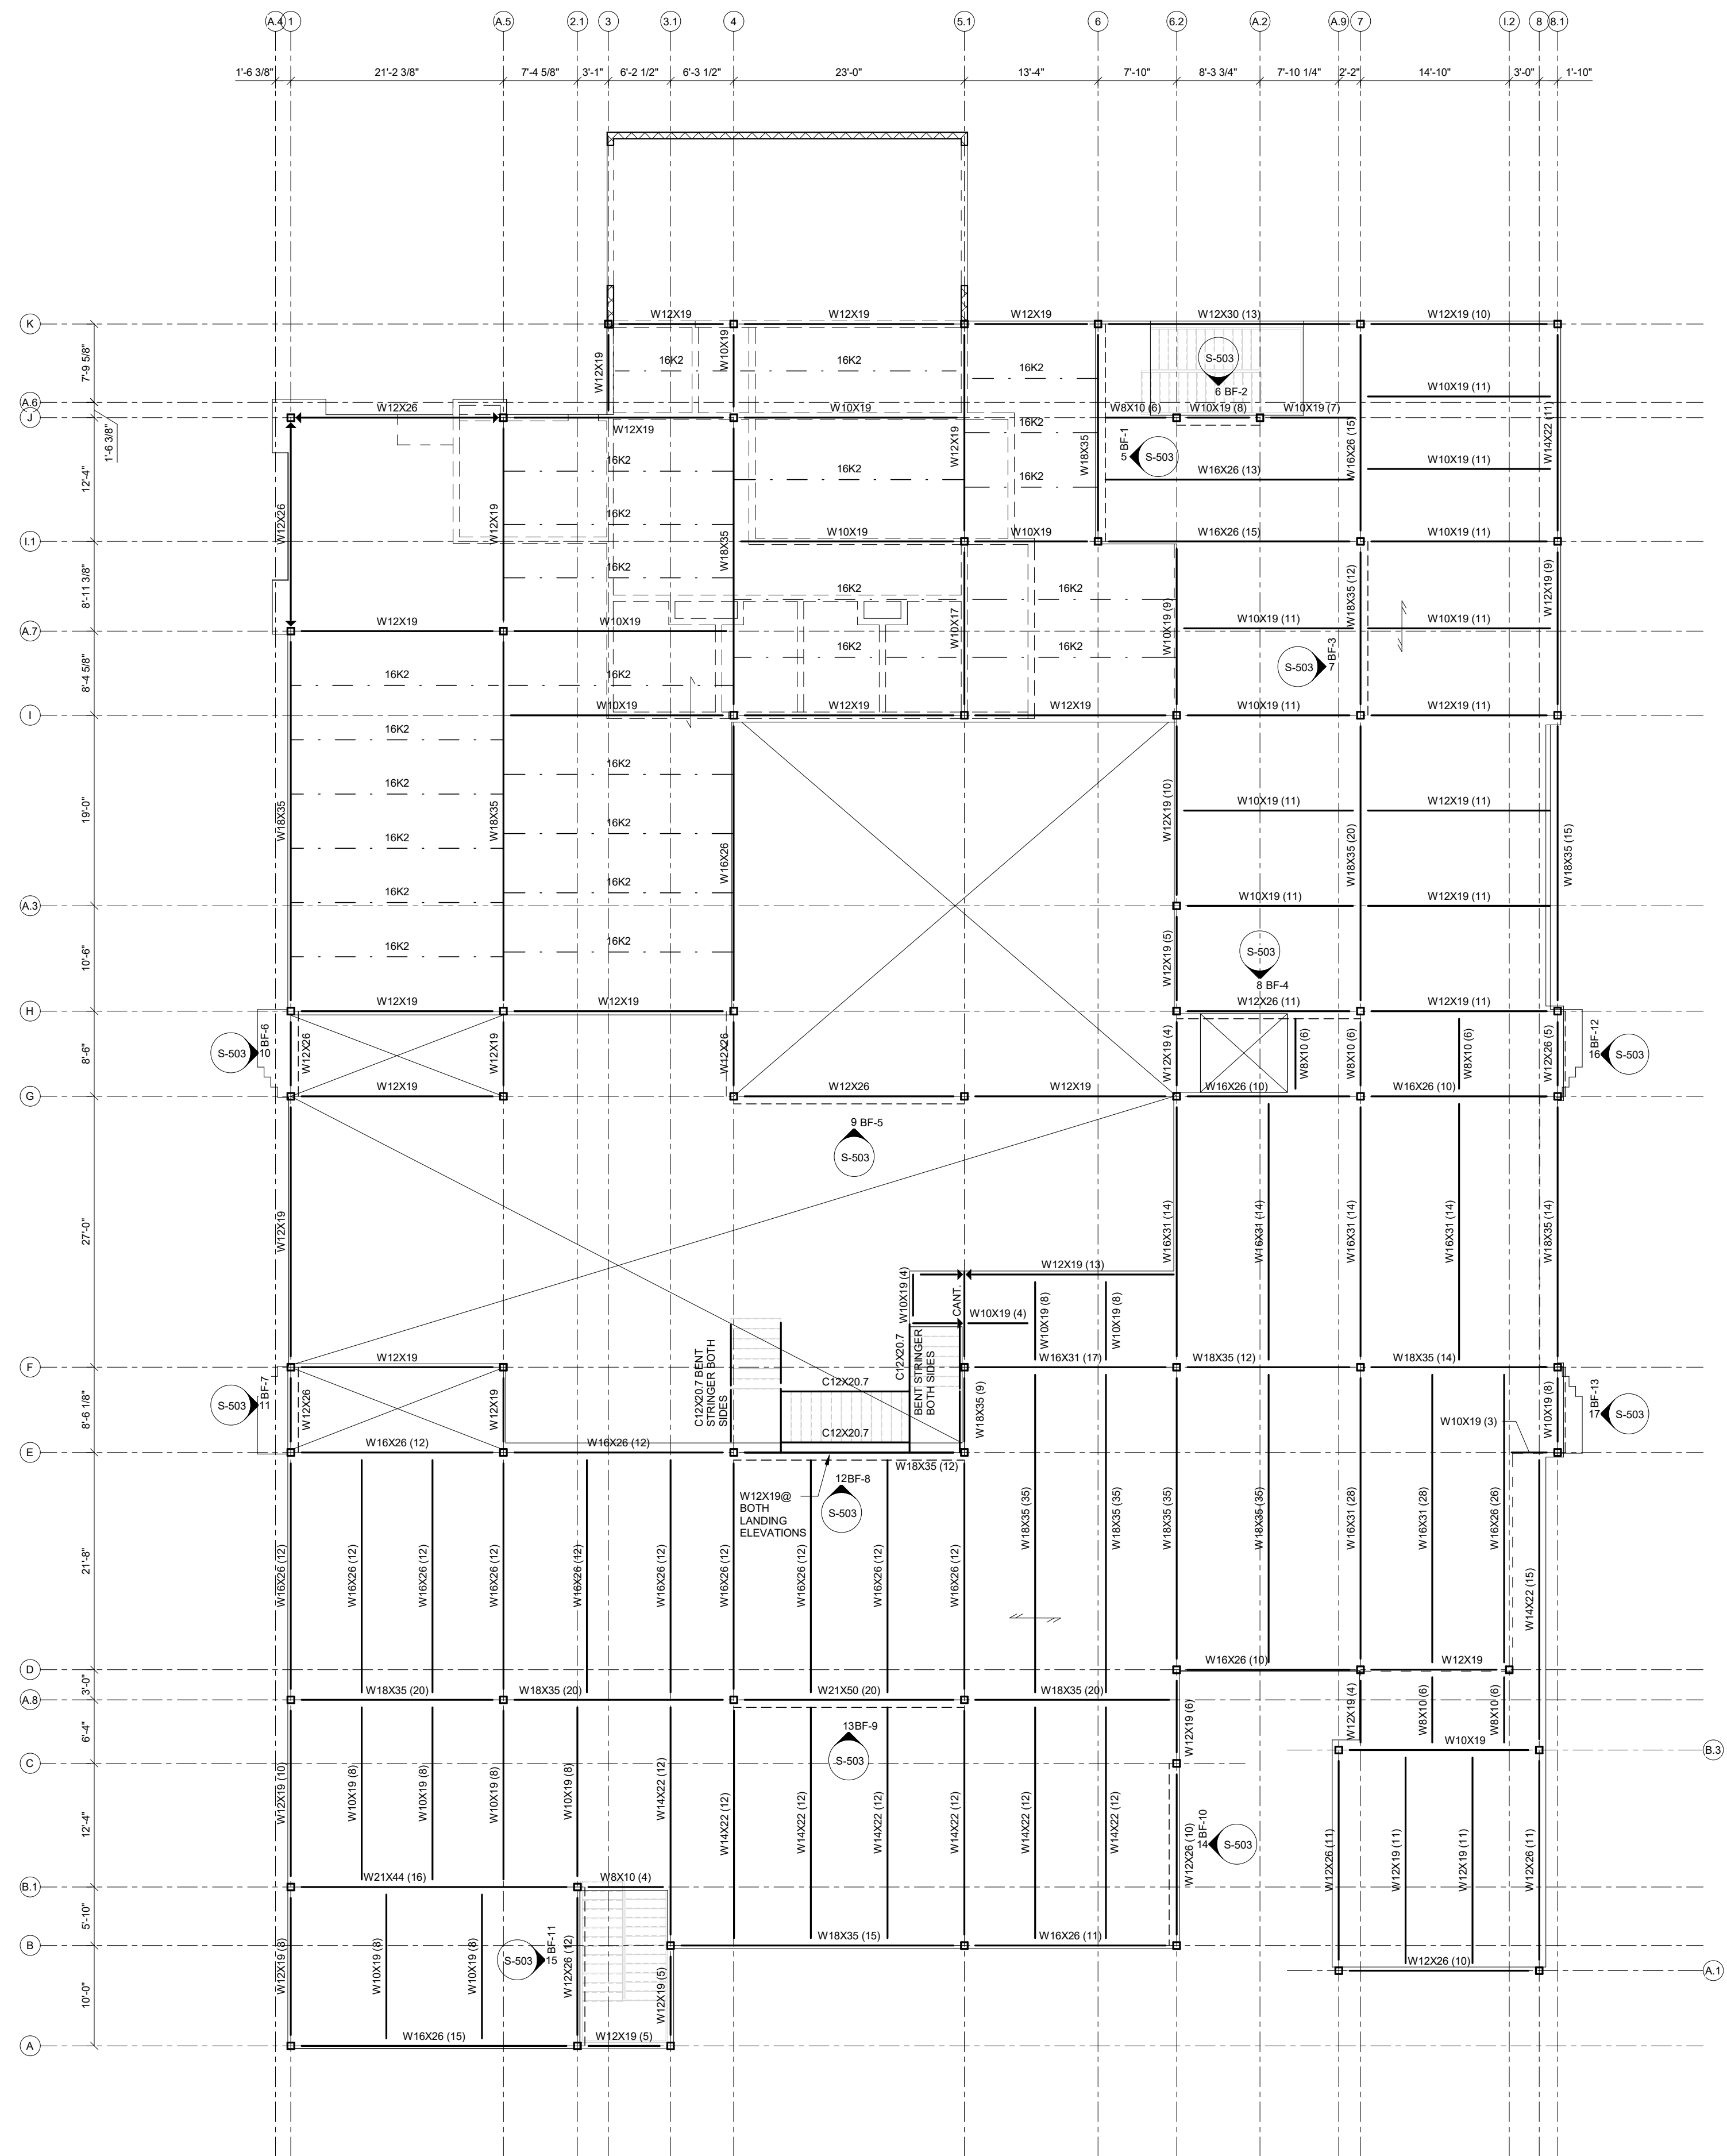 A.4
1
A.5
2.1
3
3.1
4
5.1
6
6.2
A.2
A.9
7
I.2
8
8.1
1'-6 3/8"
21'-2 3/8"
7'-4 5/8"
3'-1"
6'-2 1/2"
6'-3 1/2"
23'-0"
13'-4"
7'-10"
8'-3 3/4"
7'-10 1/4"
2'-2"
14'-10"
3'-0"
1'-10"
K
W12X19
W12X19
W12X19
W12X30 (13)
W12X19 (10)
7'-9 5/8"
W12X19
W10X19
16K2
16K2
16K2
S-503
6 BF-2
W10X19 (11)
A.6
J
1'-6 3/8"
W12X26
W12X19
W10X19
W8X10 (6)
W10X19 (8)
W10X19 (7)
W14X22 (11)
16K2
12'-4"
W12X26
W12X19
16K2
16K2
16K2
16K2
W18X35
W12X19
W18X35
5
BF-1
S-503
W16X26 (13)
W16X26 (15)
W10X19 (11)
I.1
W10X19
W10X19
W16X26 (15)
W10X19 (11)
8'-11 3/8"
16K2
16K2
16K2
W10X17
W10X19 (9)
W18X35 (12)
W12X19 (9)
W10X19 (11)
W10X19 (11)
A.7
W12X19
W10X19
8'-4 5/8"
16K2
16K2
16K2
16K2
S-503
7
BF-3
I
W10X19
W12X19
W12X19
W10X19 (11)
W12X19 (11)
16K2
16K2
16K2
19'-0"
W18X35
W18X35
W16X26
W12X19 (10)
W10X19 (11)
W12X19 (11)
W18X35 (20)
W18X35 (15)
16K2
16K2
16K2
16K2
A.3
W10X19 (11)
W12X19 (11)
10'-6"
16K2
16K2
W12X19 (5)
S-503
8 BF-4
H
W12X19
W12X19
W12X26 (11)
W12X19 (11)
8'-6"
S-503
10
BF-6
W12X26
W12X19
W12X26
W12X19 (4)
W8X10 (6)
W8X10 (6)
W8X10 (6)
W12X26 (5)
16
BF-12
S-503
G
W12X19
W12X26
W12X19
W16X26 (10)
W16X26 (10)
9 BF-5
S-503
27'-0"
W12X19
W16X31 (14)
W16X31 (14)
W16X31 (14)
W16X31 (14)
W18X35 (14)
W12X19 (13)
W10X19 (4)
CANT.
W10X19 (4)
W10X19 (8)
W10X19 (8)
F
W12X19
W16X31 (17)
W18X35 (12)
W18X35 (14)
8'-6 1/8"
S-503
11
BF-7
W12X26
W12X19
C12X20.7 BENT
STRINGER BOTH
SIDES
C12X20.7
C12X20.7
C12X20.7
BENT STRINGER
BOTH SIDES
W18X35 (9)
W10X19 (3)
W10X19 (8)
17
BF-13
S-503
E
W16X26 (12)
W16X26 (12)
W18X35 (12)
W12X19@
BOTH
LANDING
ELEVATIONS
12 BF-8
S-503
21'-8"
W16X26 (12)
W16X26 (12)
W16X26 (12)
W16X26 (12)
W16X26 (12)
W16X26 (12)
W16X26 (12)
W16X26 (12)
W16X26 (12)
W16X26 (12)
W18X35 (35)
W18X35 (35)
W18X35 (35)
W18X35 (35)
W16X31 (28)
W16X31 (28)
W16X26 (26)
W14X22 (15)
D
W16X26 (10)
W12X19
3'-0"
A.8
W18X35 (20)
W18X35 (20)
W21X50 (20)
W18X35 (20)
6'-4"
13 BF-9
S-503
W12X19 (6)
W12X19 (4)
W8X10 (6)
W8X10 (6)
C
W10X19
B.3
12'-4"
W12X19 (10)
W10X19 (8)
W10X19 (8)
W10X19 (8)
W10X19 (8)
W14X22 (12)
W14X22 (12)
W14X22 (12)
W14X22 (12)
W14X22 (12)
W14X22 (12)
W14X22 (12)
W12X26 (10)
14
BF-10
S-503
W12X26 (11)
W12X19 (11)
W12X19 (11)
W12X26 (11)
B.1
W21X44 (16)
W8X10 (4)
5'-10"
B
W18X35 (15)
W16X26 (11)
S-503
15
BF-11
W12X26 (10)
A.1
10'-0"
W12X19 (8)
W10X19 (8)
W10X19 (8)
W12X26 (12)
W12X19 (5)
A
W16X26 (15)
W12X19 (5)